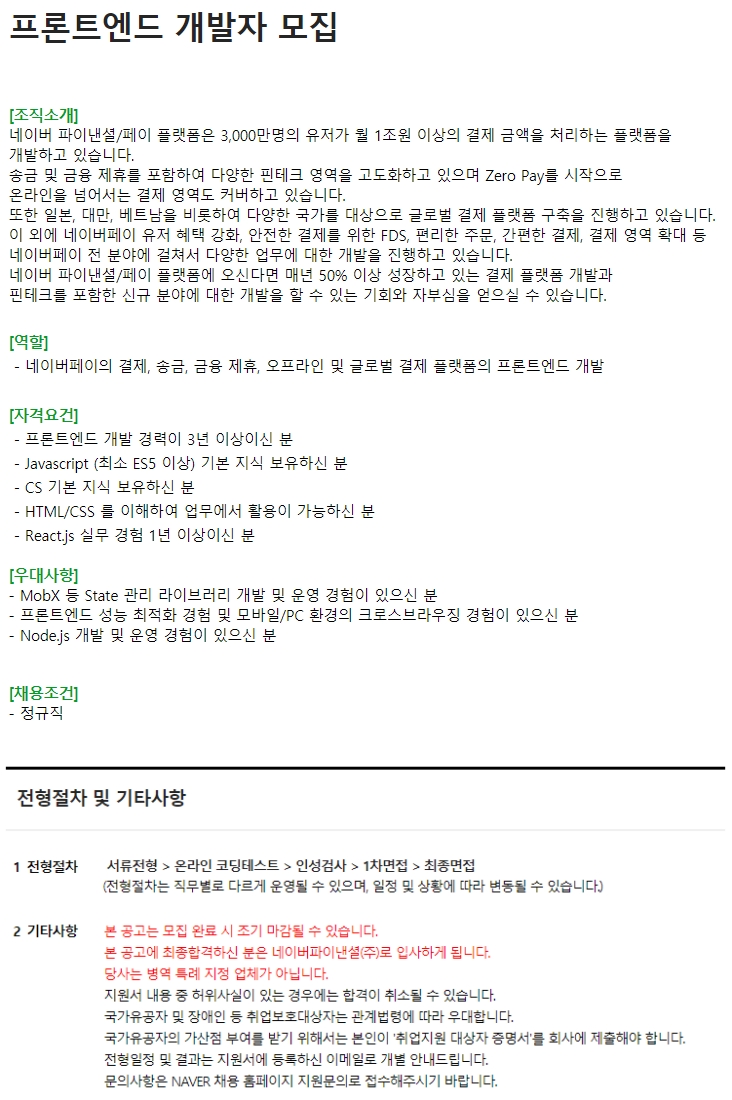 프론트엔드 개발자 모집
[조직소개]
네이버 파이낸셜/페이 플랫폼은 3,000만명의 유저가 월 1조원 이상의 결제 금액을 처리하는 플랫폼을
개발하고 있습니다.
송금 및 금융 제휴를 포함하여 다양한 핀테크 영역을 고도화하고 있으며 Zero Pay를 시작으로
온라인을 넘어서는 결제 영역도 커버하고 있습니다.
또한 일본, 대만, 베트남을 비롯하여 다양한 국가를 대상으로 글로벌 결제 플랫폼 구축을 진행하고 있습니다.
이 외에 네이버페이 유저 혜택 강화, 안전한 결제를 위한 FDS, 편리한 주문, 간편한 결제, 결제 영역 확대 등
네이버페이 전 분야에 걸쳐서 다양한 업무에 대한 개발을 진행하고 있습니다.
네이버 파이낸셜/페이 플랫폼에 오신다면 매년 50% 이상 성장하고 있는 결제 플랫폼 개발과
핀테크를 포함한 신규 분야에 대한 개발을 할 수 있는 기회와 자부심을 얻으실 수 있습니다.
[역할]
- 네이버페이의 결제, 송금, 금융 제휴, 오프라인 및 글로벌 결제 플랫폼의 프론트엔드 개발
[자격요건]
- 프론트엔드 개발 경력이 3년 이상이신 분
- Javascript (최소 ES5 이상) 기본 지식 보유하신 분
- CS 기본 지식 보유하신 분
- HTML/CSS 를 이해하여 업무에서 활용이 가능하신 분
- React.js 실무 경험 1년 이상이신 분
[우대사항]
- MobX 등 State 관리 라이브러리 개발 및 운영 경험이 있으신 분
- 프론트엔드 성능 최적화 경험 및 모바일/PC 환경의 크로스브라우징 경험이 있으신 분
- Node.js 개발 및 운영 경험이 있으신 분
[채용조건]
- 정규직
전형절차 및 기타사항
1 전형절차 서류전형 > 온라인 코딩테스트 > 인성검사 > 1차면접 > 최종면접
(전형절차는 직무별로 다르게 운영될 수 있으며, 일정 및 상황에 따라 변동될 수 있습니다.)
2 기타사항 본 공고는 모집 완료 시 조기 마감될 수 있습니다.
본 공고에 최종합격하신 분은 네이버파이낸셜(주)로 입사하게 됩니다.
당사는 병역 특례 지정 업체가 아닙니다.
지원서 내용 중 허위사실이 있는 경우에는 합격이 취소될 수 있습니다.
국가유공자 및 장애인 등 취업보호대상자는 관계법령에 따라 우대합니다.
국가유공자의 가산점 부여를 받기 위해서는 본인이 '취업지원 대상자 증명서'를 회사에 제출해야 합니다.
전형일정 및 결과는 지원서에 등록하신 이메일로 개별 안내드립니다.
문의사항은 NAVER 채용 홈페이지 지원문의로 접수해주시기 바랍니다.